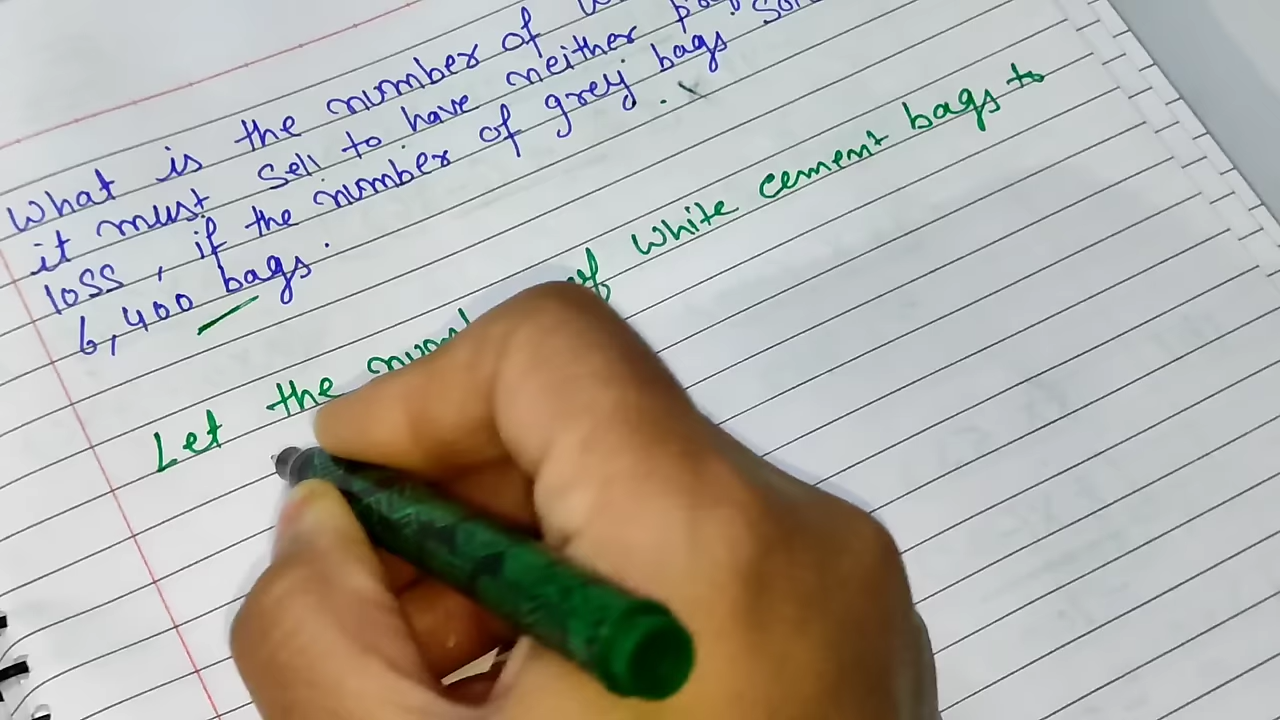 What is the number of
it must sell to have neither
loss, if the number of grey bags
6,400 bags.
Let the of white cement bags to